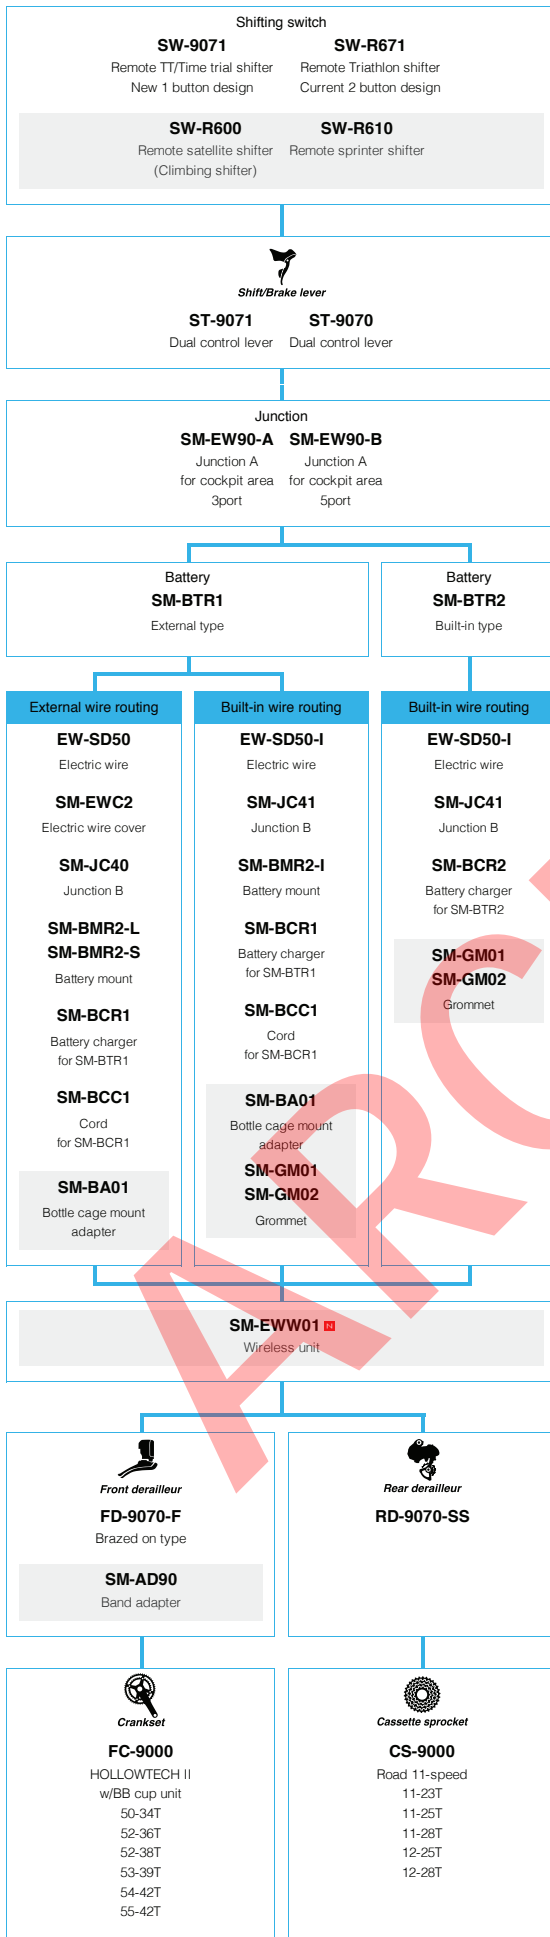 Shifting switch
SW-9071
Remote TT/Time trial shifter
New 1 button design
SW-R671
Remote Triathlon shifter
Current 2 button design
SW-R600
Remote satellite shifter
(Climbing shifter)
SW-R610
Remote sprinter shifter
Shift/Brake lever
ST-9071
Dual control lever
ST-9070
Dual control lever
Junction
SM-EW90-A
Junction A
for cockpit area
3port
SM-EW90-B
Junction A
for cockpit area
5port
Battery
SM-BTR1
External type
Battery
SM-BTR2
Built-in type
External wire routing
EW-SD50
Electric wire
SM-EWC2
Electric wire cover
SM-JC40
Junction B
SM-BMR2-L
SM-BMR2-S
Battery mount
SM-BCR1
Battery charger
for SM-BTR1
SM-BCC1
Cord
for SM-BCR1
SM-BA01
Bottle cage mount
adapter
Built-in wire routing
EW-SD50-I
Electric wire
SM-JC41
Junction B
SM-BMR2-I
Battery mount
SM-BCR1
Battery charger
for SM-BTR1
SM-BCC1
Cord
for SM-BCR1
SM-BA01
Bottle cage mount
adapter
SM-GM01
SM-GM02
Grommet
Built-in wire routing
EW-SD50-I
Electric wire
SM-JC41
Junction B
SM-BCR2
Battery charger
for SM-BTR2
SM-GM01
SM-GM02
Grommet
SM-EWW01 N
Wireless unit
Front derailleur
FD-9070-F
Brazed on type
SM-AD90
Band adapter
Rear derailleur
RD-9070-SS
Crankset
FC-9000
HOLLOWTECH II
w/BB cup unit
50-34T
52-36T
52-38T
53-39T
54-42T
55-42T
Cassette sprocket
CS-9000
Road 11-speed
11-23T
11-25T
11-28T
12-25T
12-28T
ARC